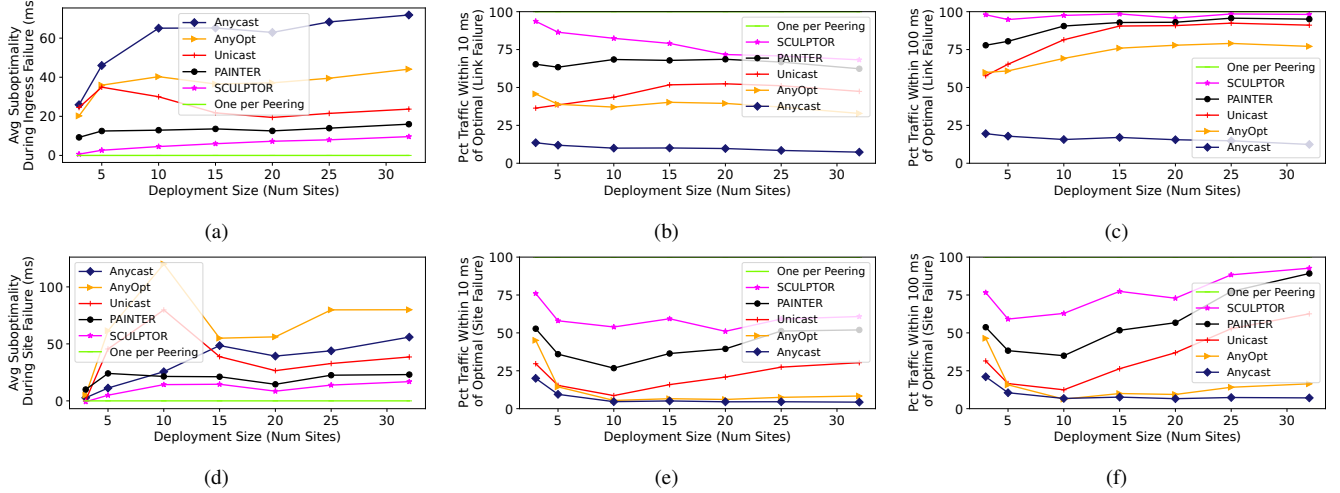 Avg Suboptimality
During Ingress Failure (ms)
60
40
20
0
Anycast
AnyOpt
Unicast
PAINTER
SCULPTOR
One per Peering
5 10 15 20 25 30
Deployment Size (Num Sites)
(a)
Pct Traffic Within 10 ms
of Optimal (Link Failure)
100
75
50
25
0
One per Peering
SCULPTOR
PAINTER
Unicast
AnyOpt
Anycast
5 10 15 20 25 30
Deployment Size (Num Sites)
(b)
Pct Traffic Within 100 ms
of Optimal (Link Failure)
100
75
50
25
0
One per Peering
SCULPTOR
PAINTER
Unicast
AnyOpt
Anycast
5 10 15 20 25 30
Deployment Size (Num Sites)
(c)
Avg Suboptimality
During Site Failure (ms)
100
50
0
Anycast
AnyOpt
Unicast
PAINTER
SCULPTOR
One per Peering
5 10 15 20 25 30
Deployment Size (Num Sites)
(d)
Pct Traffic Within 10 ms
of Optimal (Site Failure)
100
75
50
25
0
One per Peering
SCULPTOR
PAINTER
Unicast
AnyOpt
Anycast
5 10 15 20 25 30
Deployment Size (Num Sites)
(e)
Pct Traffic Within 100 ms
of Optimal (Site Failure)
100
75
50
25
0
One per Peering
SCULPTOR
PAINTER
Unicast
AnyOpt
Anycast
5 10 15 20 25 30
Deployment Size (Num Sites)
(f)